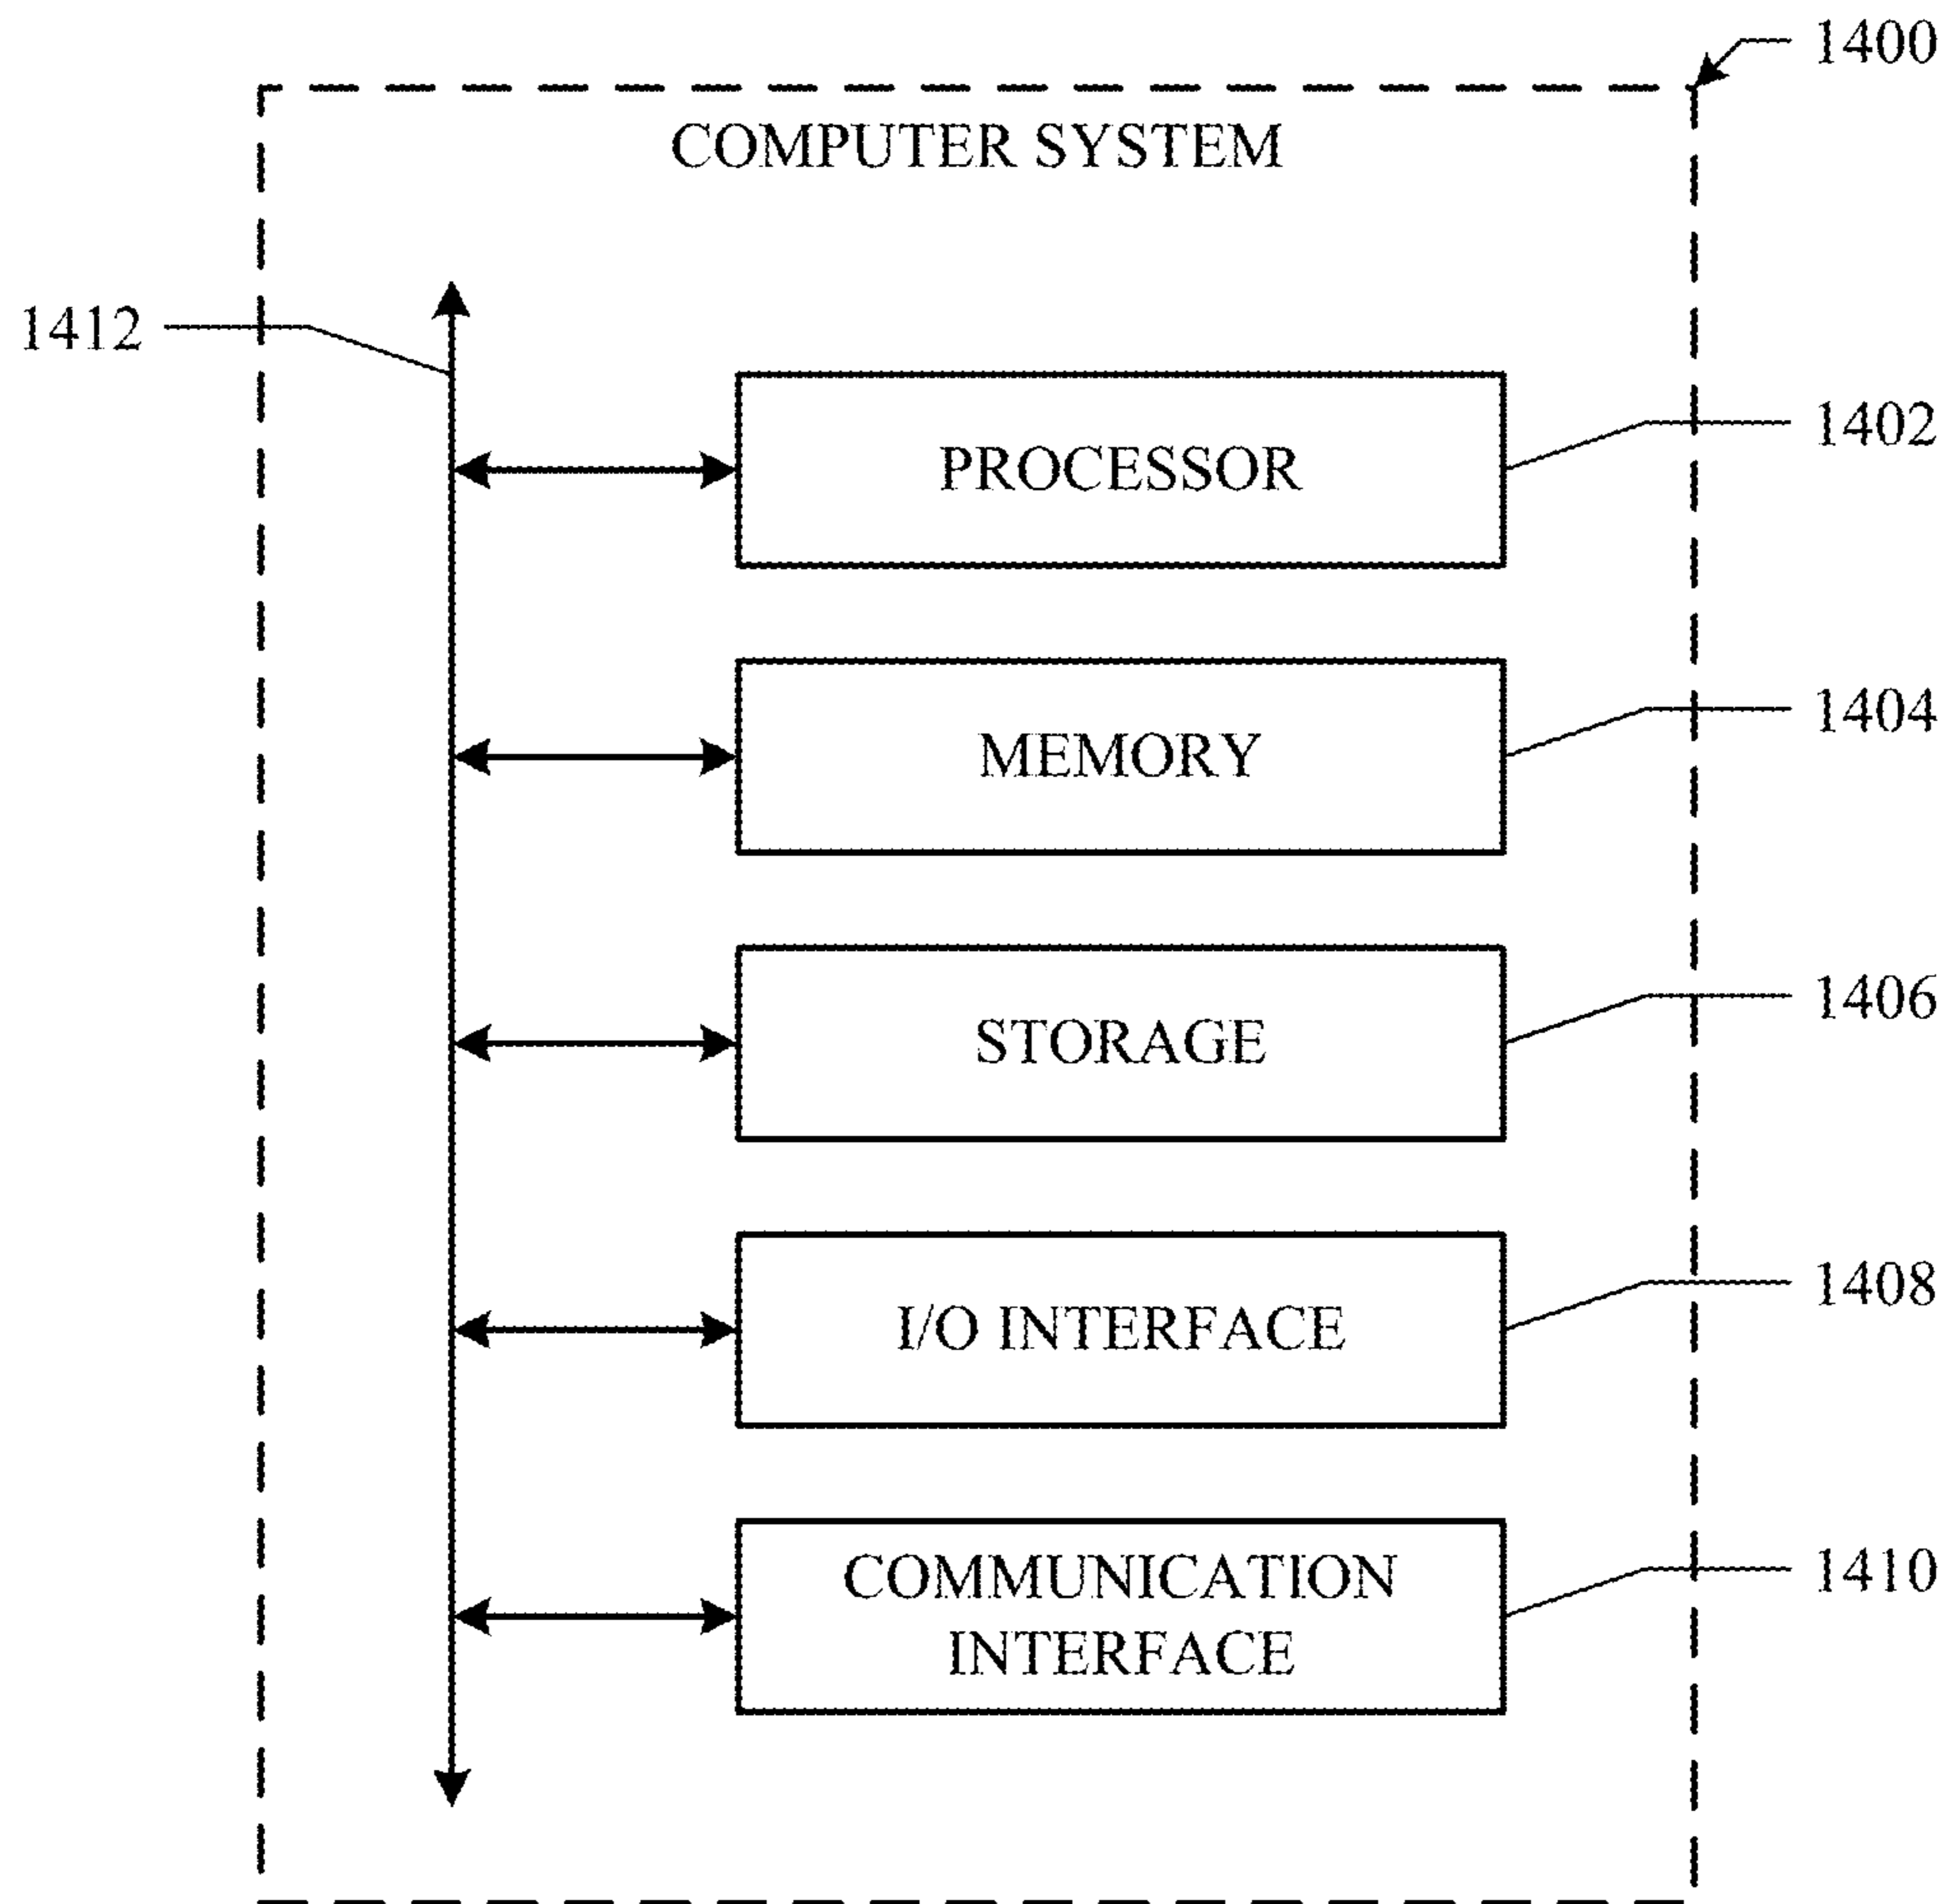 1400
COMPUTER SYSTEM
1412
1402
PROCESSOR
1404
MEMORY
1406
STORAGE
1408
I/O INTERFACE
1410
COMMUNICATION
INTERFACE